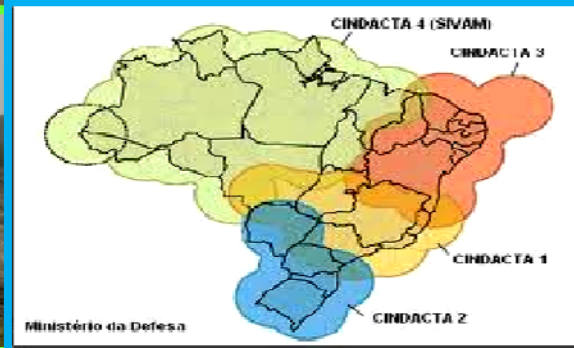 CINDACTA 4 (SIVAM)
CINDACTA 3
CINDACTA 1
CINDACTA 2
Ministério da Defesa